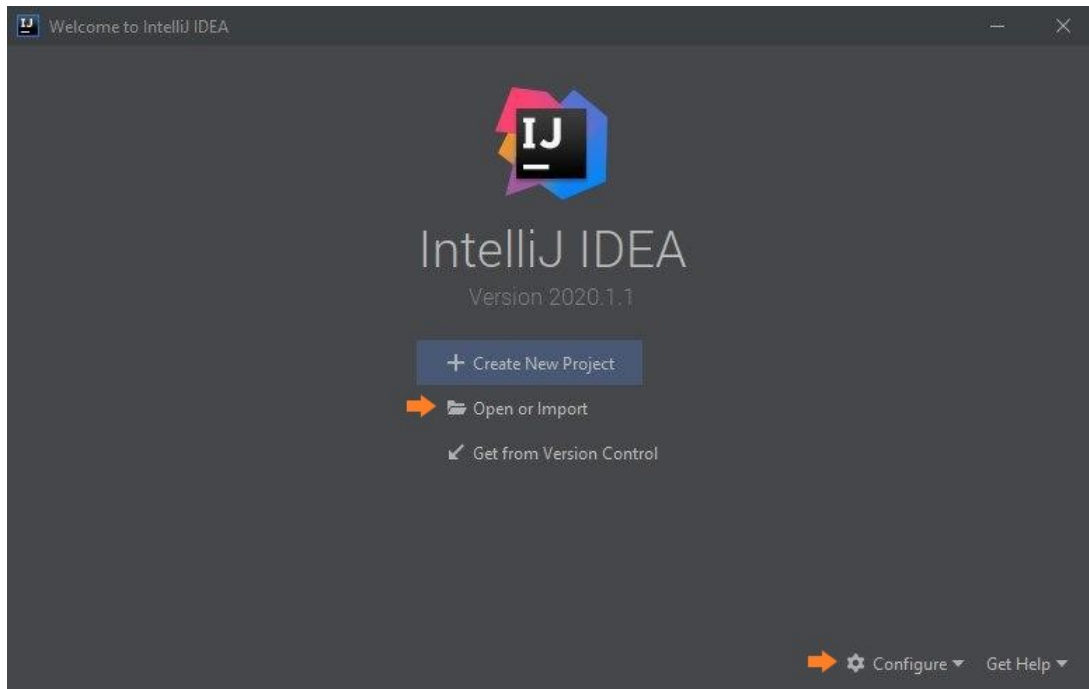 Welcome to IntelliJ IDEA
IJ
IntelliJ IDEA
Version 2020.1.1
Create New Project
Open or Import
Get from Version Control
Configure Get Help